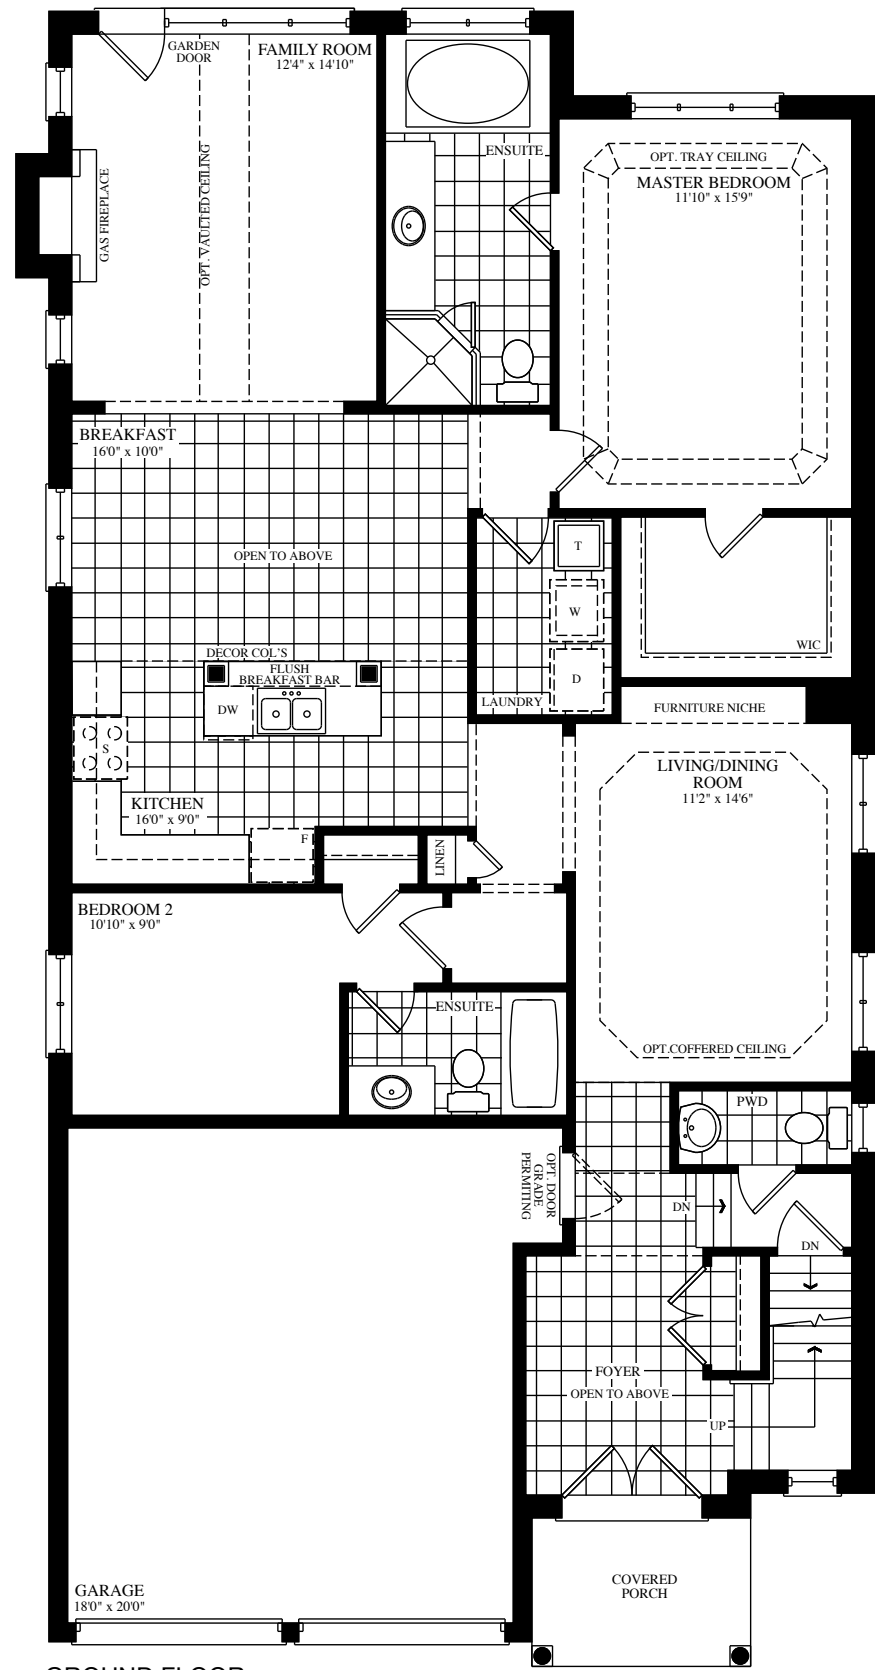 GARDEN
DOOR
FAMILY ROOM
12'4" x 14'10"
GAS FIREPLACE
OPT. VAULTED CEILING
ENSUITE
OPT. TRAY CEILING
MASTER BEDROOM
11'10" x 15'9"
BREAKFAST
16'0" x 10'0"
OPEN TO ABOVE
T
W
D
LAUNDRY
WIC
DECOR COL'S
FLUSH
BREAKFAST BAR
DW
S
KITCHEN
16'0" x 9'0"
F
LINEN
FURNITURE NICHE
LIVING/DINING
ROOM
11'2" x 14'6"
OPT.COFFERED CEILING
BEDROOM 2
10'10" x 9'0"
ENSUITE
PWD
OPT. DOOR
GRADE
PERMITING
DN
DN
FOYER
OPEN TO ABOVE
UP
GARAGE
18'0" x 20'0"
COVERED
PORCH
GROUND FLOOR